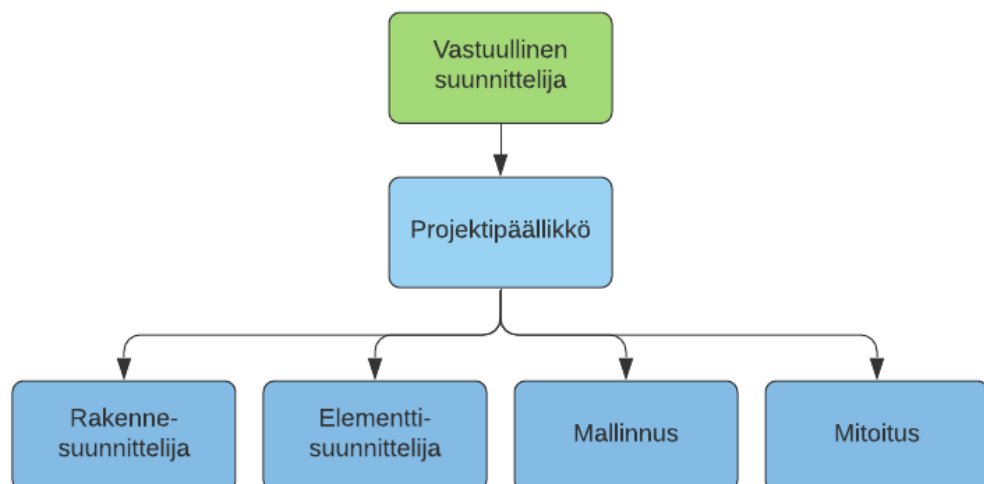 Vastuullinen
suunnittelija
Projektipäällikkö
Rakenne-
suunnittelija
Elementti-
suunnittelija
Mallinnus
Mitoitus